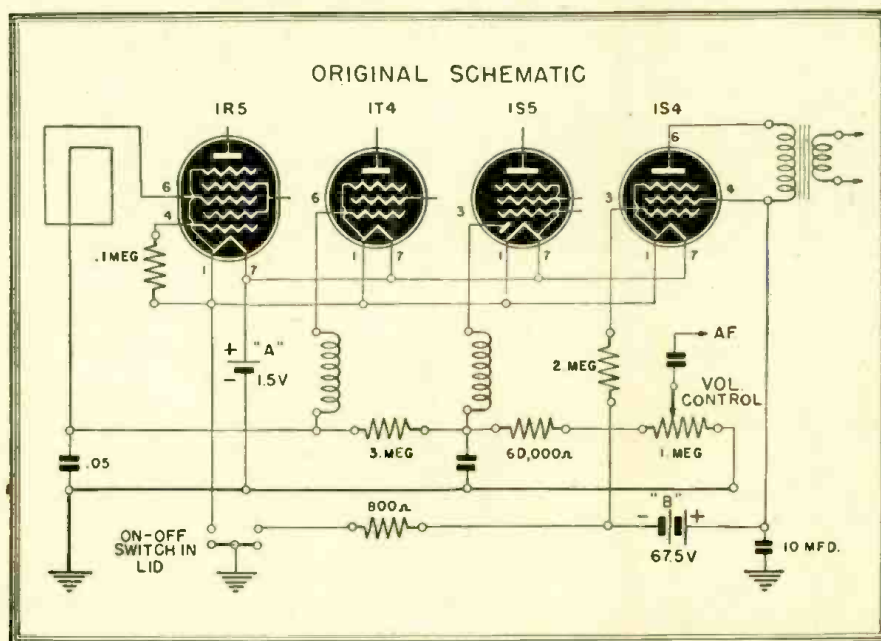 ORIGINAL SCHEMATIC
1R5
1T4
1S5
1S4
6
4
1
7
.1 MEG
6
1
7
3
1
7
6
3
4
1
7
+ "A"
- 1.5V
2. MEG
AF
VOL.
CONTROL
.05
3. MEG
60,000Ω
1. MEG
ON-OFF
SWITCH IN
LID
800Ω
- "B" +
67.5V
10 MFD.